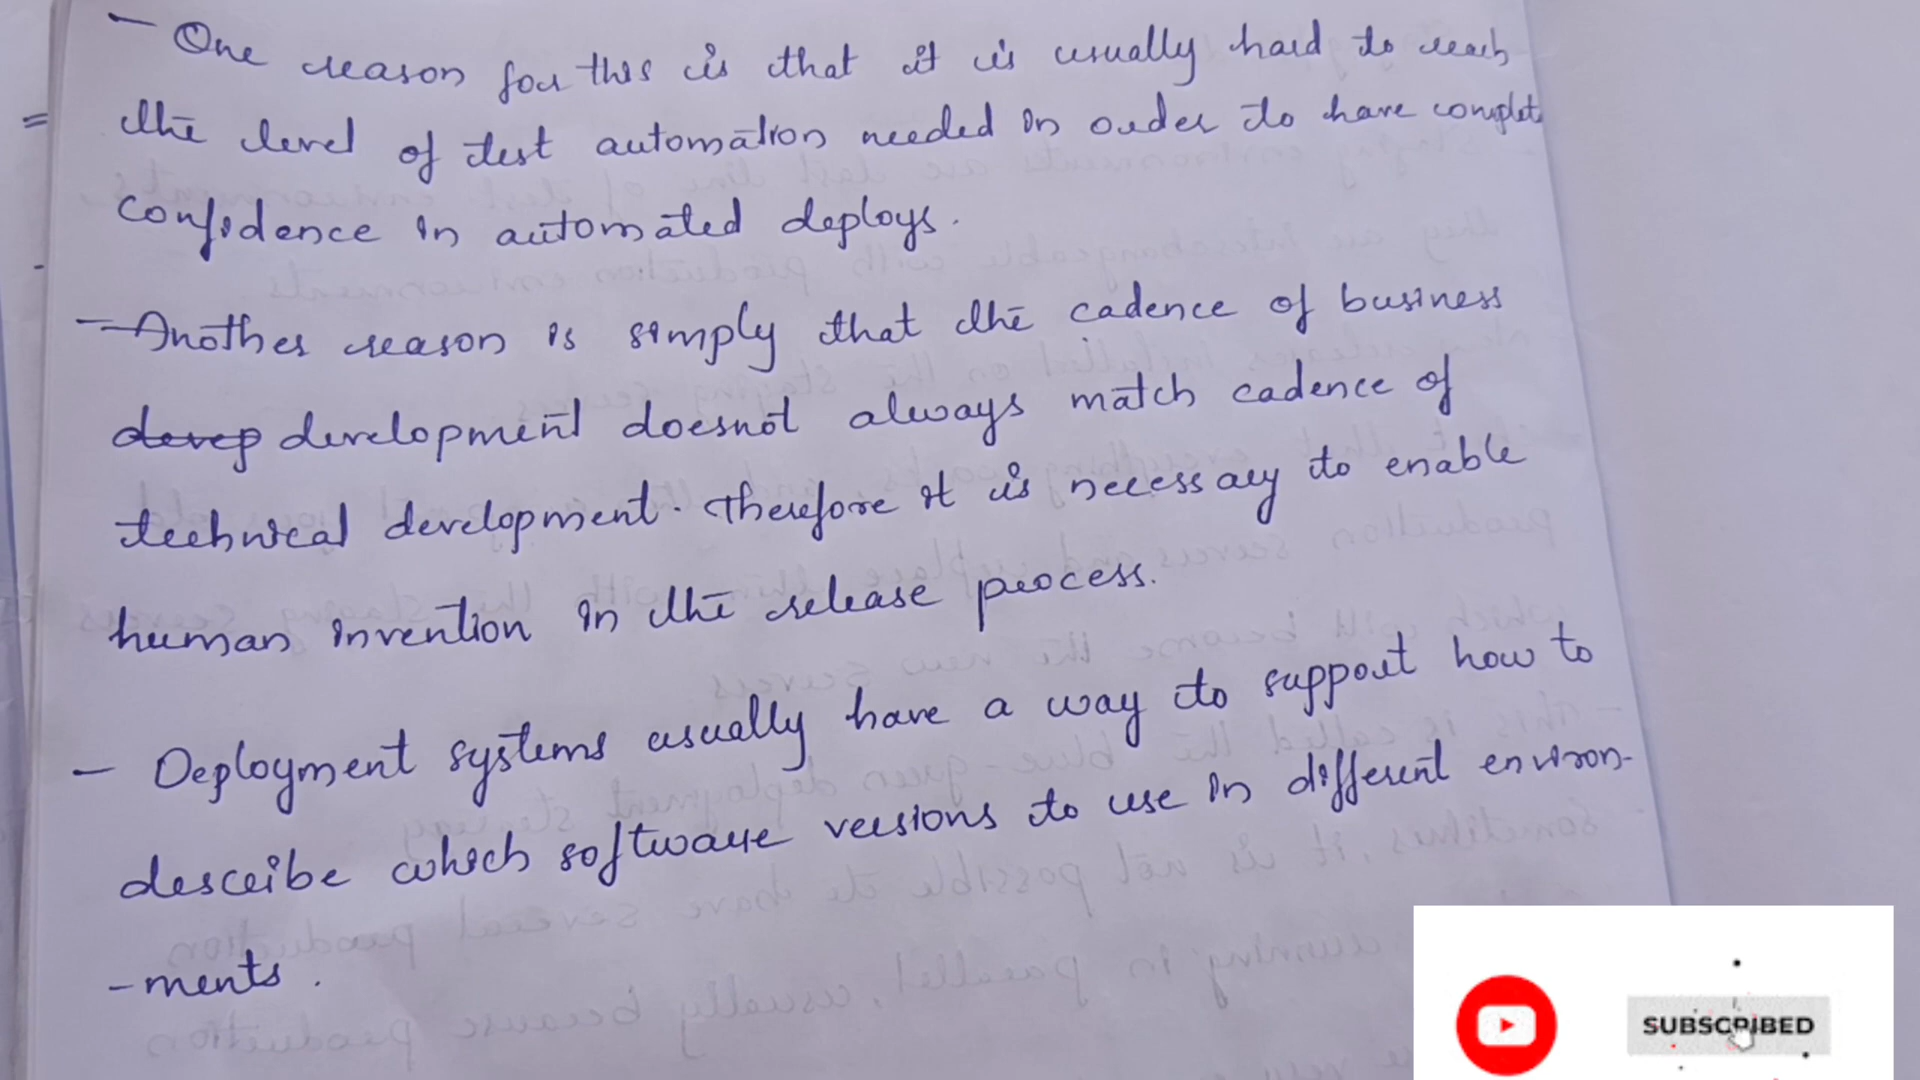 - One reason for this is that it is usually hard to reach
the level of test automation needed in order to have complete
confidence in automated deploys.
- Another reason is simply that the cadence of business
develp development doesnot always match cadence of
technical development. Therefore it is necessary to enable
human invention in the release process.
- Deployment systems usually have a way to support how to
describe which software versions to use in different environ-
-ments.
SUBSCRIBED